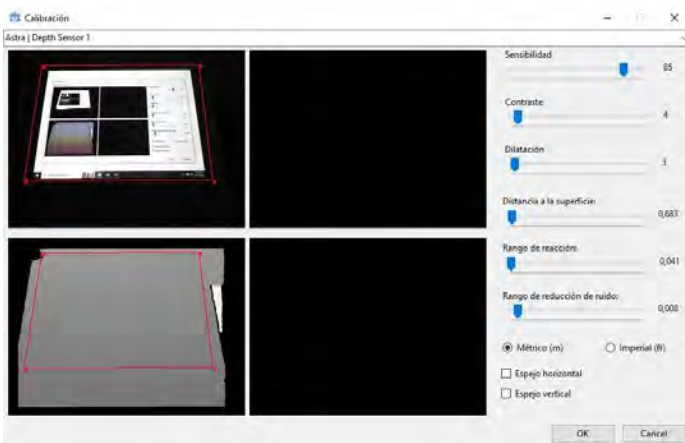 Calibración
Astra | Depth Sensor 1
Sensibilidad
85
Contraste:
4
Dilatación
3
Distancia a la superficie:
0,683
Rango de reacción:
0,041
Rango de reducción de ruido:
0,008
Métrico (m)
Imperial (ft)
Espejo horizontal
Espejo vertical
OK
Cancel